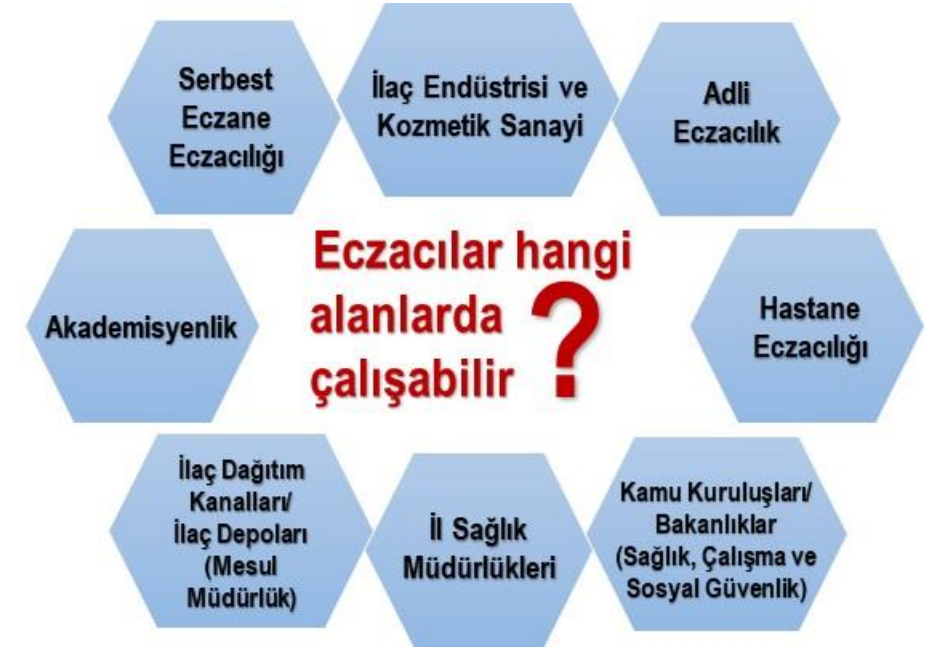 Serbest
Eczane
Eczacılığı
İlaç Endüstrisi ve
Kozmetik Sanayi
Adli
Eczacılık
Eczacılar hangi
alanlarda
çalışabilir ?
Akademisyenlik
Hastane
Eczacılığı
İlaç Dağıtım
Kanalları/
İlaç Depoları
(Mesul
Müdürlük)
İl Sağlık
Müdürlükleri
Kamu Kuruluşları/
Bakanlıklar
(Sağlık, Çalışma ve
Sosyal Güvenlik)